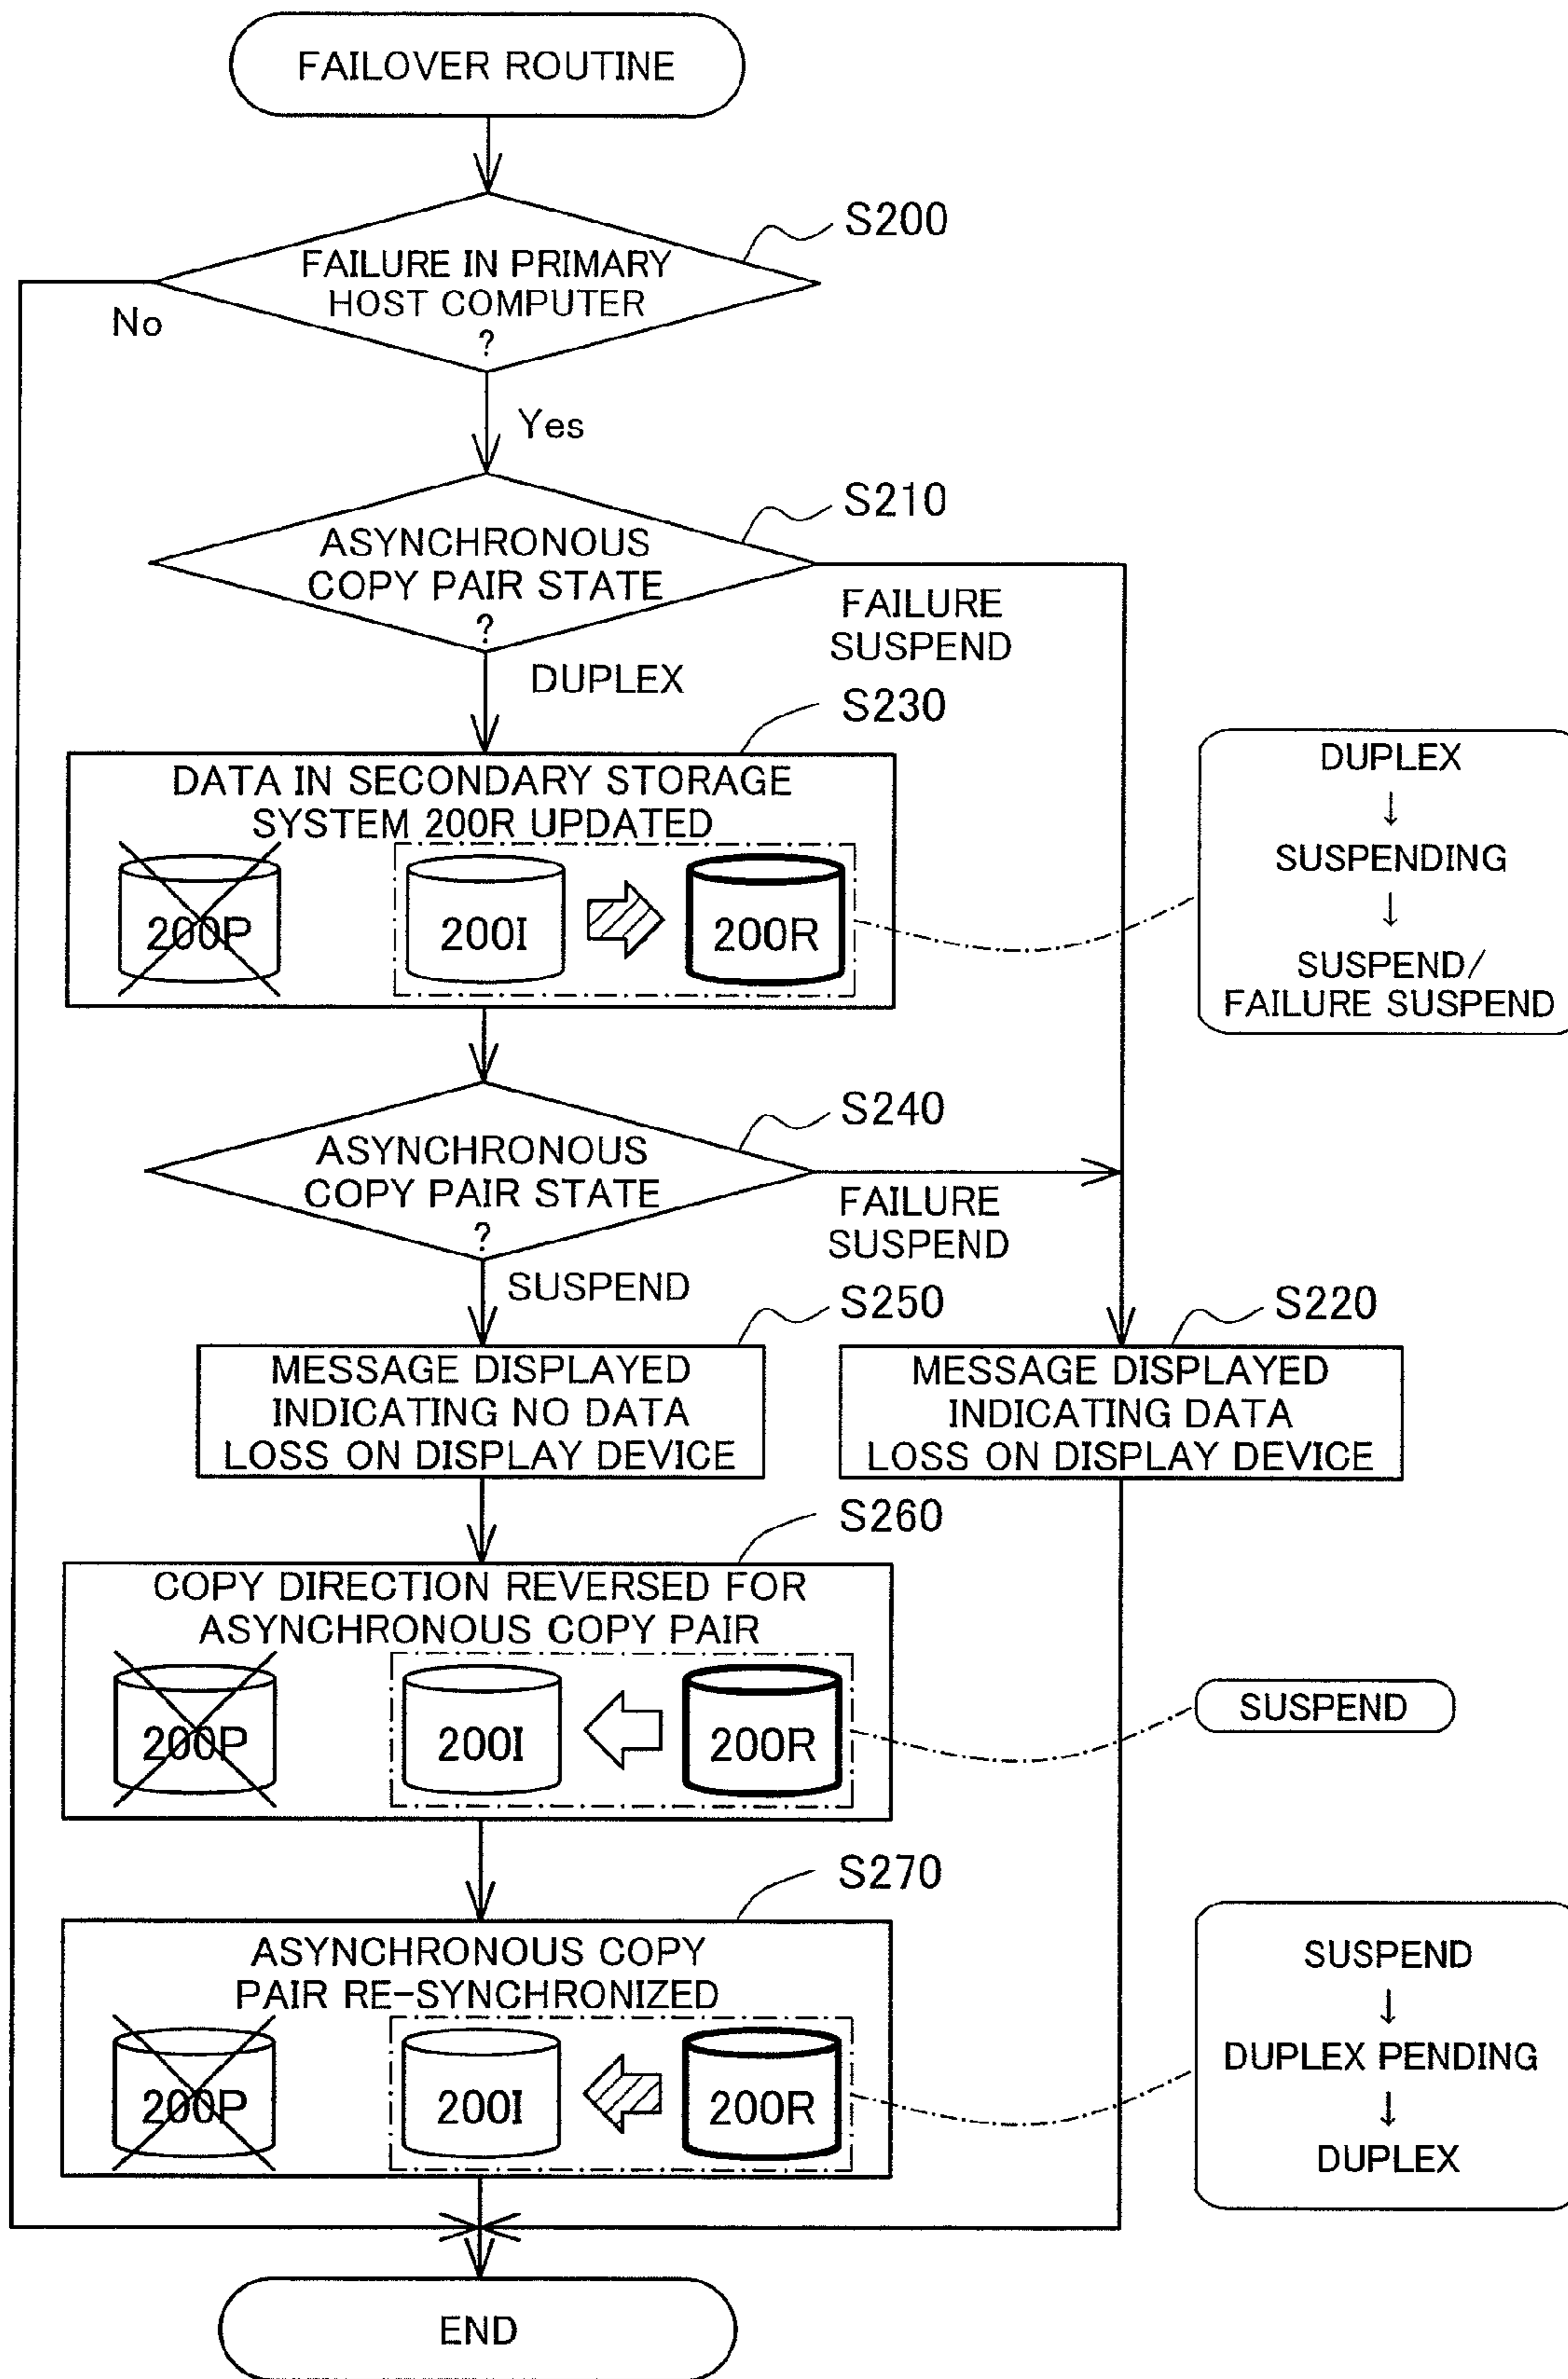 FAILOVER ROUTINE
S200
FAILURE IN PRIMARY
HOST COMPUTER
?
No
Yes
S210
ASYNCHRONOUS
COPY PAIR STATE
?
FAILURE
SUSPEND
DUPLEX
S230
DATA IN SECONDARY STORAGE
SYSTEM 200R UPDATED
200P
200I
200R
DUPLEX
↓
SUSPENDING
↓
SUSPEND/
FAILURE SUSPEND
S240
ASYNCHRONOUS
COPY PAIR STATE
?
FAILURE
SUSPEND
SUSPEND
S250
MESSAGE DISPLAYED
INDICATING NO DATA
LOSS ON DISPLAY DEVICE
S220
MESSAGE DISPLAYED
INDICATING DATA
LOSS ON DISPLAY DEVICE
S260
COPY DIRECTION REVERSED FOR
ASYNCHRONOUS COPY PAIR
200P
200I
200R
SUSPEND
S270
ASYNCHRONOUS COPY
PAIR RE-SYNCHRONIZED
200P
200I
200R
SUSPEND
↓
DUPLEX PENDING
↓
DUPLEX
END